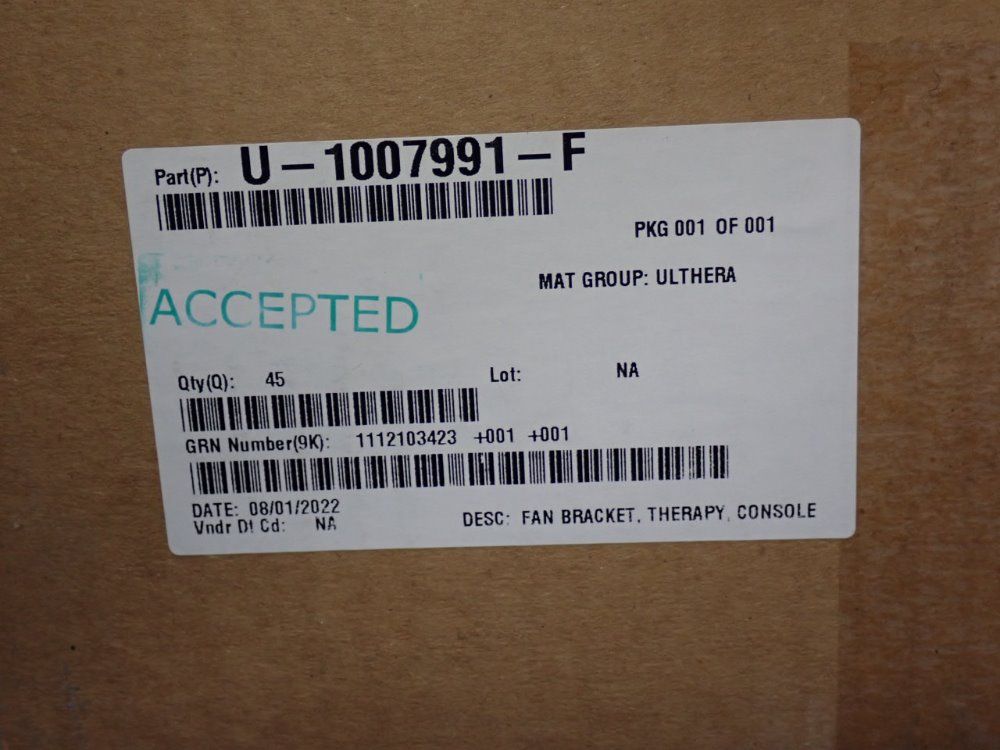 Part(P): U-1007991-F
PKG 001 OF 001
MAT GROUP: ULTHERA
ACCEPTED
Qty(Q): 45 Lot: NA
GRN Number(9K): 1112103423 +001 +001
DATE: 08/01/2022
Vndr Dt Cd: NA
DESC: FAN BRACKET, THERAPY, CONSOLE